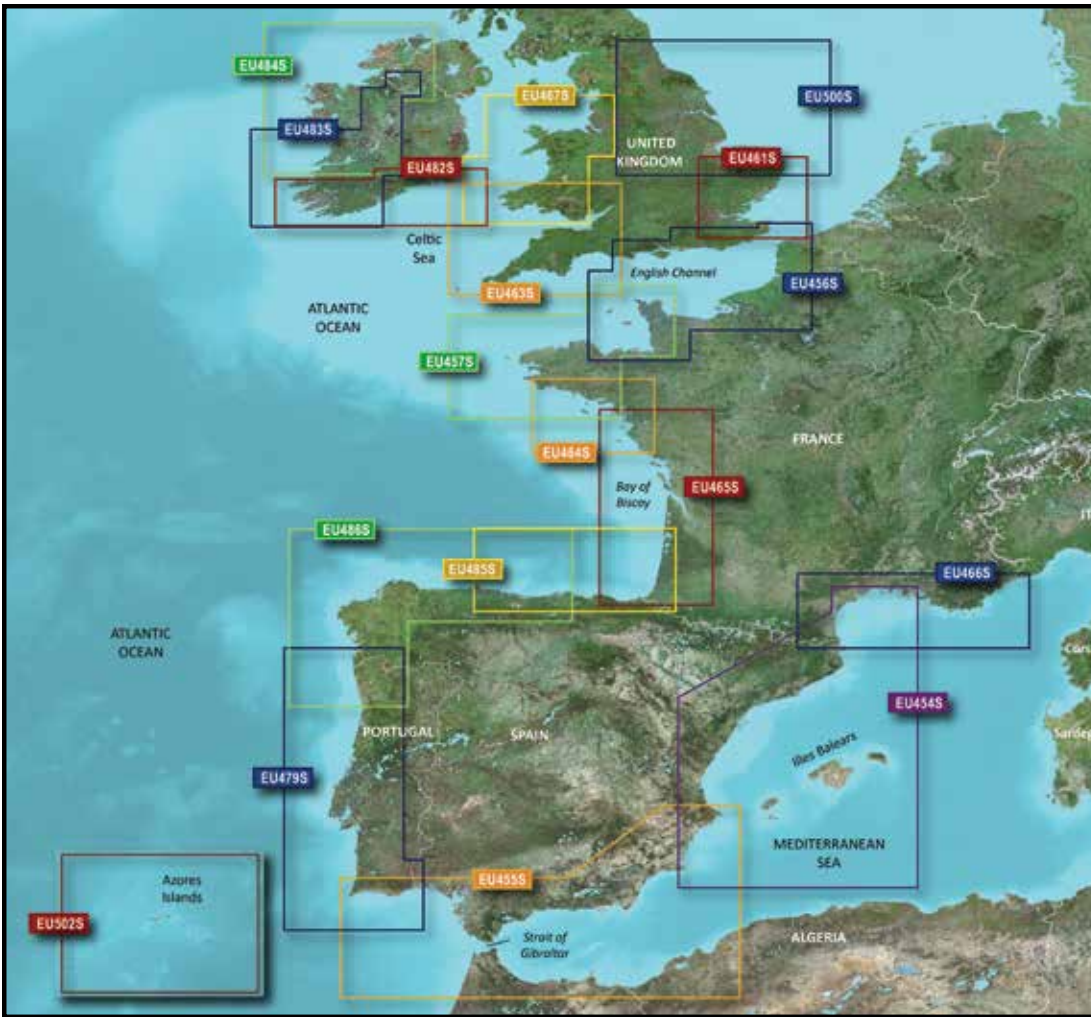 EU484S
EU467S
EU500S
EU483S
UNITED
KINGDOM
EU461S
EU482S
Celtic
Sea
English Channel
EU463S
EU456S
ATLANTIC
OCEAN
EU457S
FRANCE
EU464S
Bay of
Biscay
EU465S
EU486S
EU485S
EU466S
ATLANTIC
OCEAN
EU454S
PORTUGAL
SPAIN
Illes Balears
EU479S
MEDITERRANEAN
SEA
Azores
Islands
EU455S
EU502S
Strait of
Gibraltar
ALGERIA